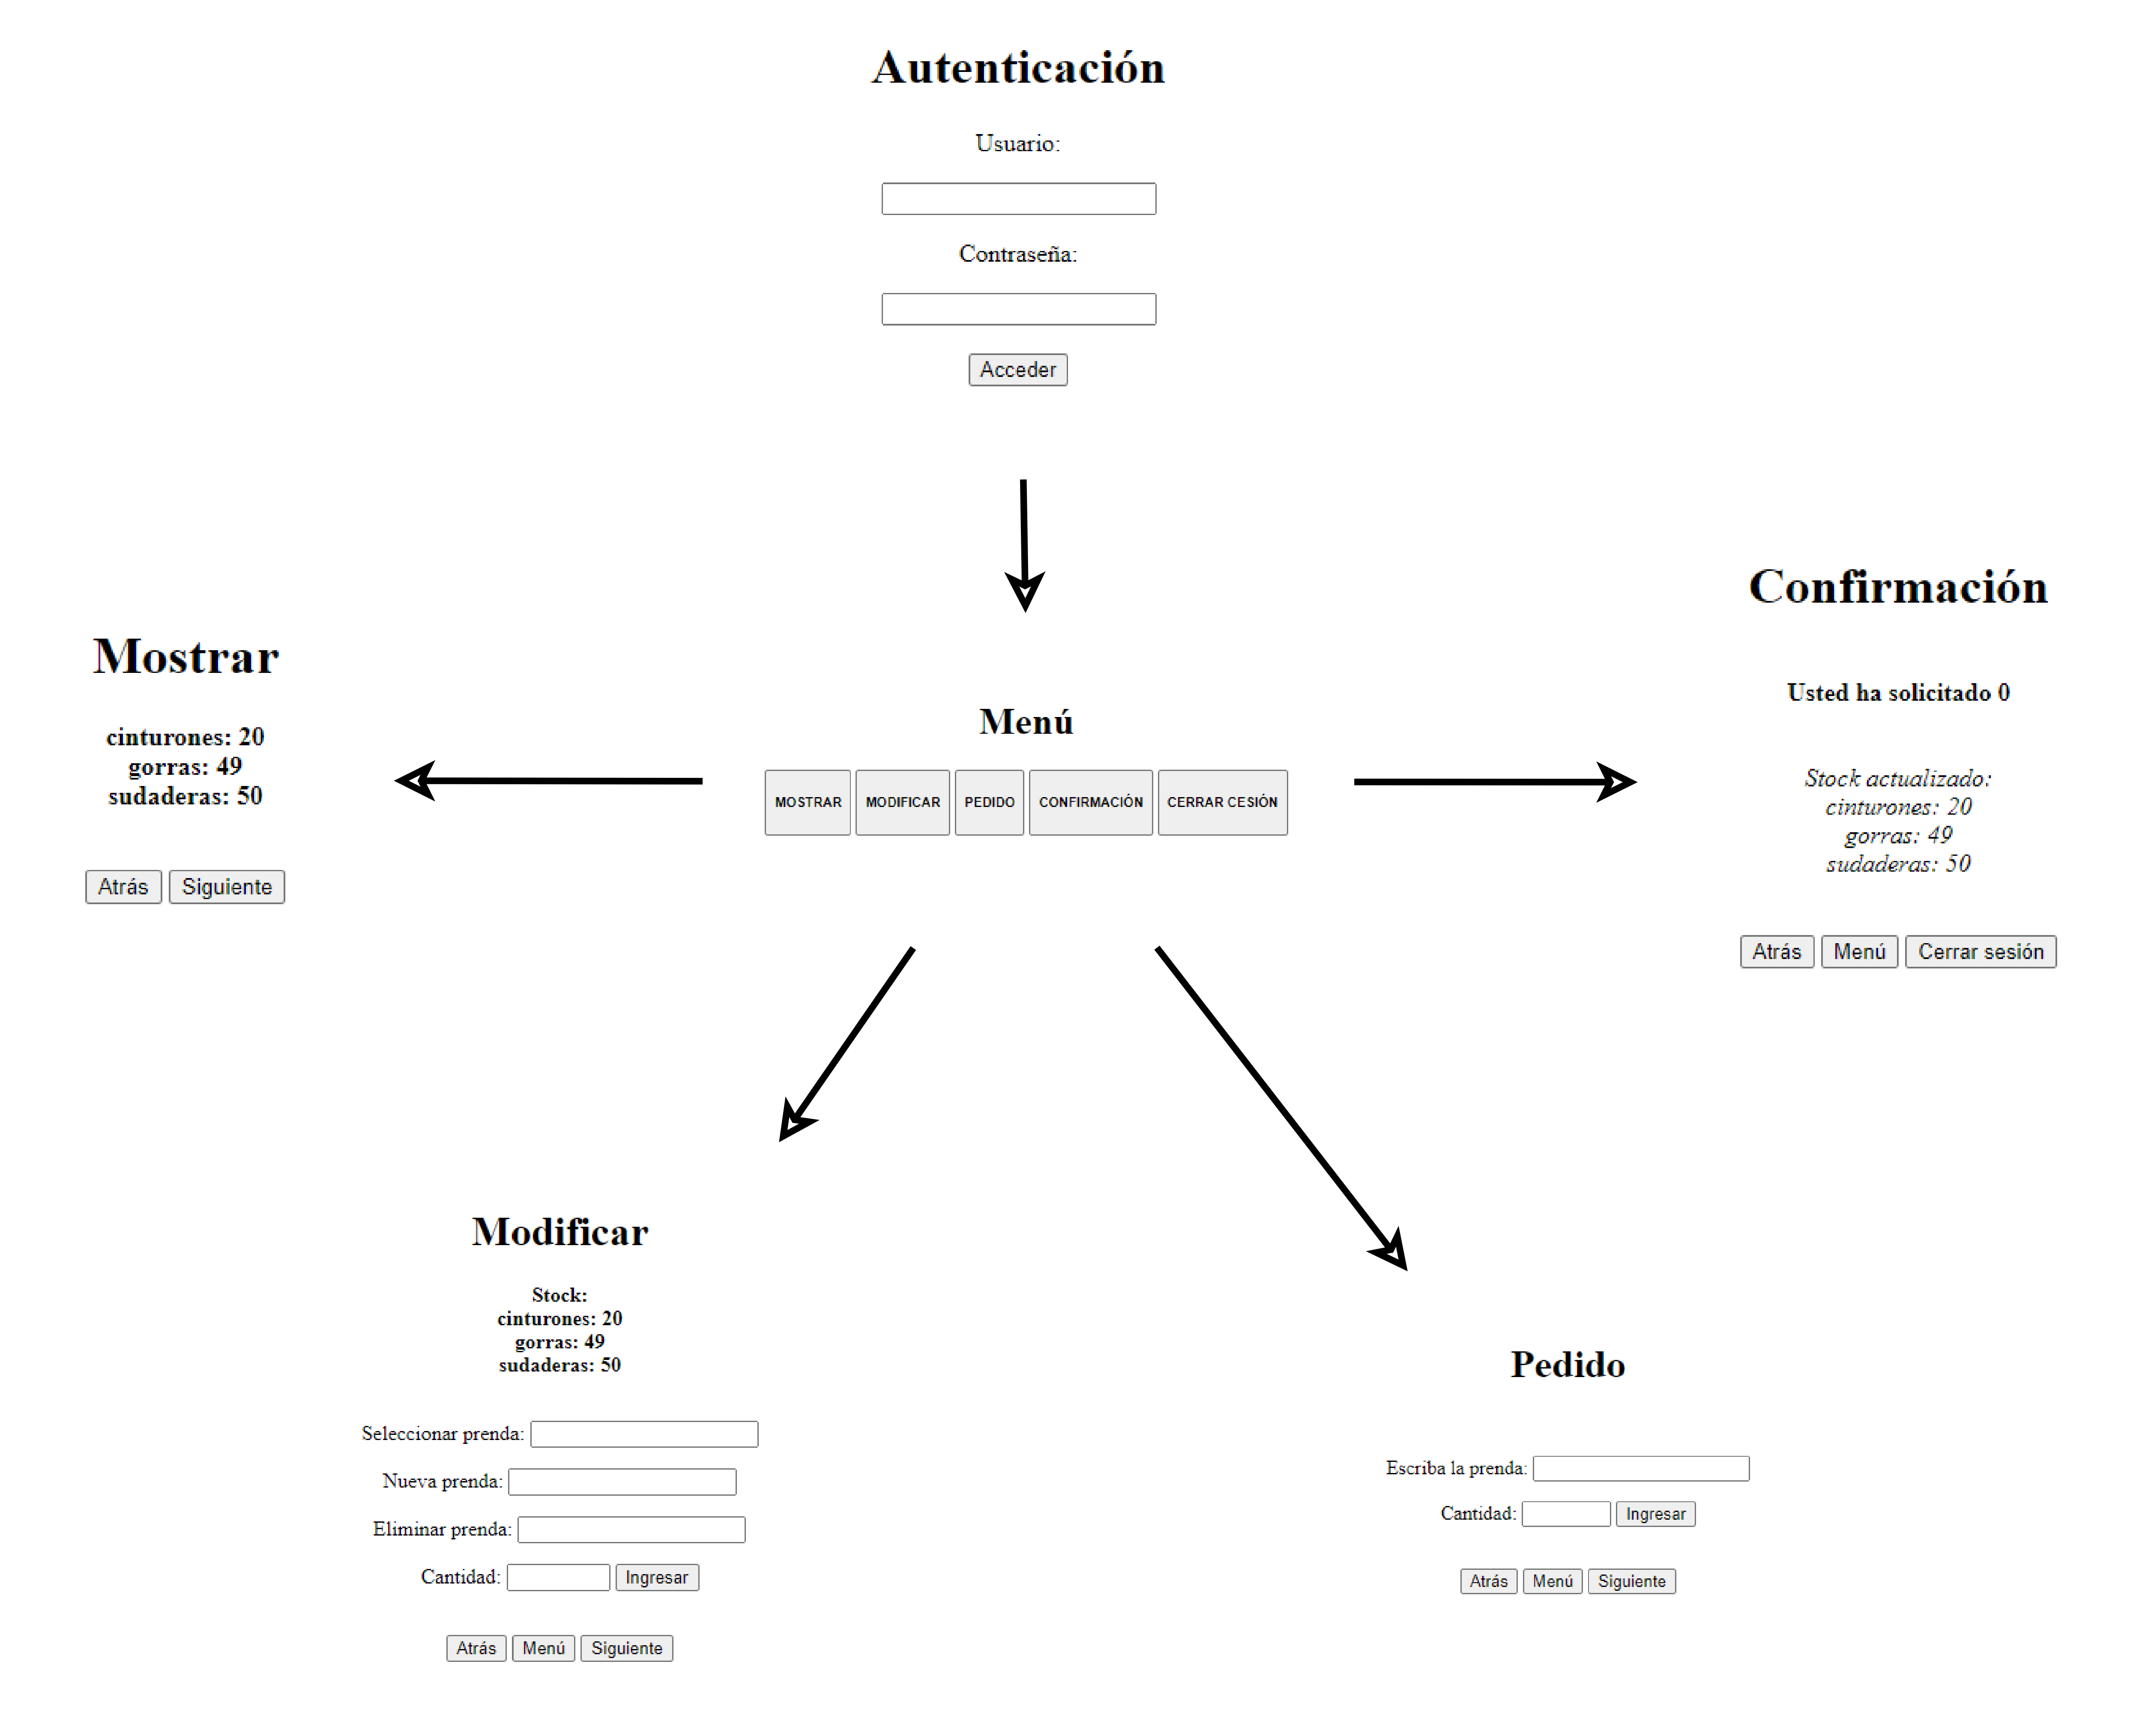 Autenticación
Usuario:
Contraseña:
Acceder
Mostrar
cinturones: 20
gorras: 49
sudaderas: 50
Atrás Siguiente
Menú
MOSTRAR MODIFICAR PEDIDO CONFIRMACIÓN CERRAR CESIÓN
Confirmación
Usted ha solicitado 0
Stock actualizado:
cinturones: 20
gorras: 49
sudaderas: 50
Atrás Menú Cerrar sesión
Modificar
Stock:
cinturones: 20
gorras: 49
sudaderas: 50
Seleccionar prenda:
Nueva prenda:
Eliminar prenda:
Cantidad: Ingresar
Atrás Menú Siguiente
Pedido
Escriba la prenda:
Cantidad: Ingresar
Atrás Menú Siguiente